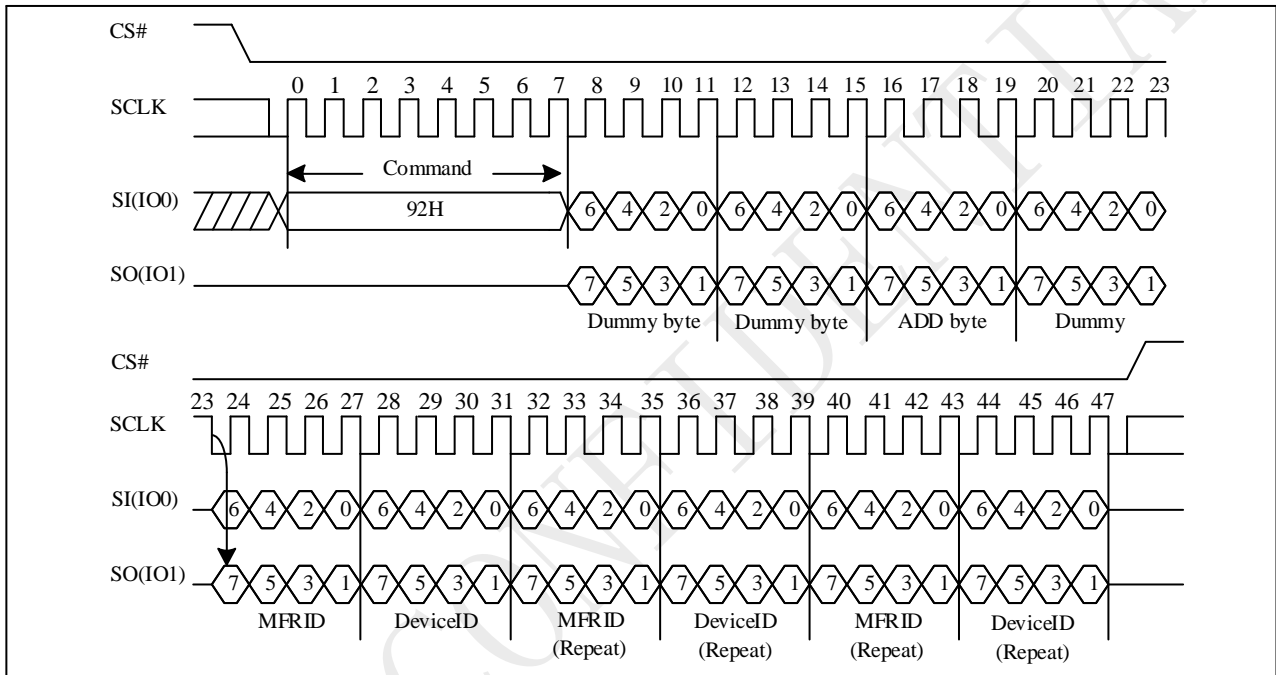 CS#
0 1 2 3 4 5 6 7 8 9 10 11 12 13 14 15 16 17 18 19 20 21 22 23
SCLK
Command
SI(IO0)
92H
6 4 2 0 6 4 2 0 6 4 2 0 6 4 2 0
SO(IO1)
7 5 3 1 7 5 3 1 7 5 3 1 7 5 3 1
Dummy byte Dummy byte ADD byte Dummy
CS#
23 24 25 26 27 28 29 30 31 32 33 34 35 36 37 38 39 40 41 42 43 44 45 46 47
SCLK
SI(IO0)
6 4 2 0 6 4 2 0 6 4 2 0 6 4 2 0 6 4 2 0 6 4 2 0
SO(IO1)
7 5 3 1 7 5 3 1 7 5 3 1 7 5 3 1 7 5 3 1 7 5 3 1
MFRID DeviceID MFRID DeviceID MFRID DeviceID
(Repeat) (Repeat) (Repeat) (Repeat)
CONFIDENTIA